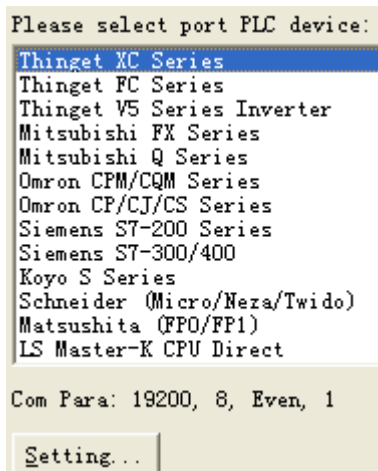 Please select port PLC device:
Thinget XC Series
Thinget FC Series
Thinget V5 Series Inverter
Mitsubishi FX Series
Mitsubishi Q Series
Omron CPM/CQM Series
Omron CP/CJ/CS Series
Siemens S7-200 Series
Siemens S7-300/400
Koyo S Series
Schneider (Micro/Neza/Twido)
Matsushita (FP0/FP1)
LS Master-K CPU Direct
Com Para: 19200, 8, Even, 1
Setting...